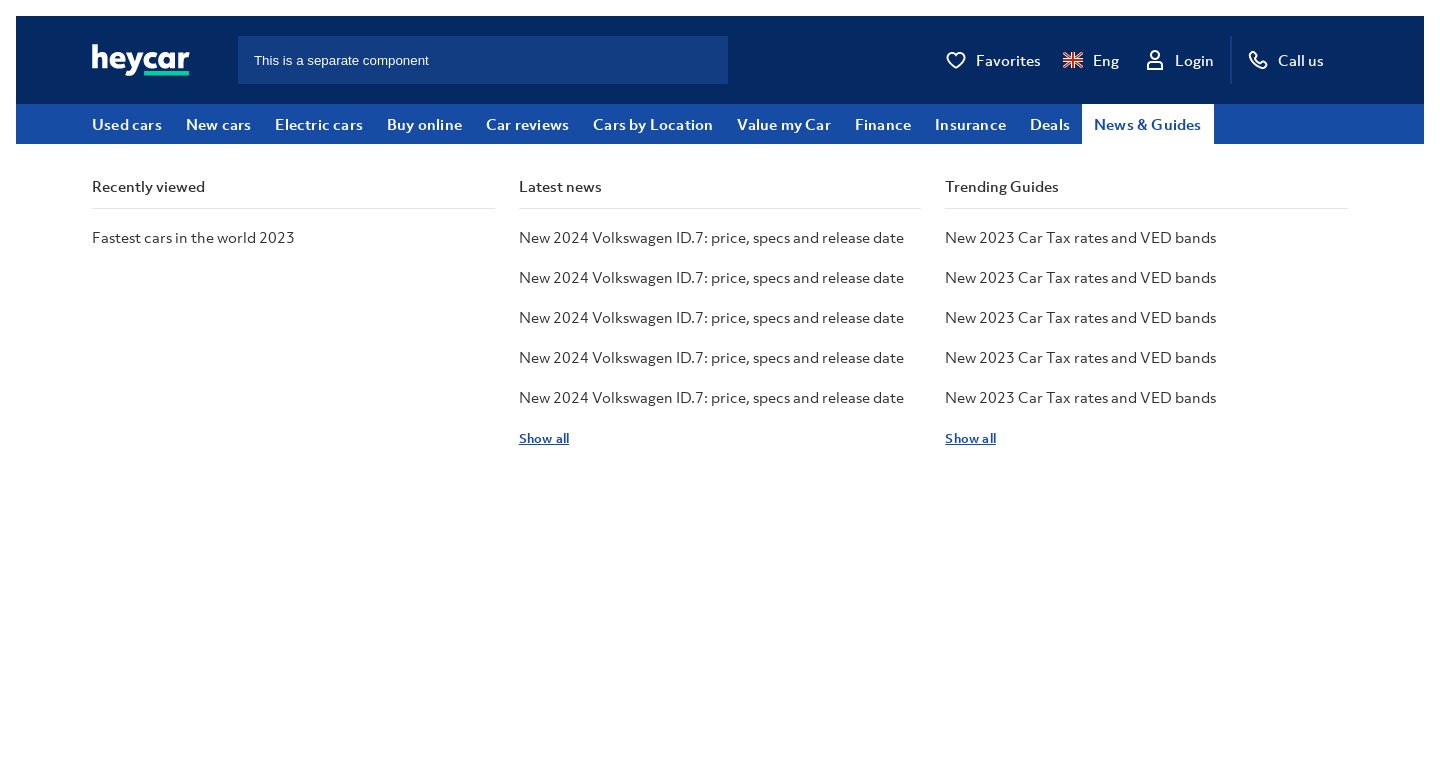 heycar
This is a separate component
Favorites
Eng
Login
Call us
Used cars
New cars
Electric cars
Buy online
Car reviews
Cars by Location
Value my Car
Finance
Insurance
Deals
News & Guides
Recently viewed
Fastest cars in the world 2023
Latest news
New 2024 Volkswagen ID.7: price, specs and release date
New 2024 Volkswagen ID.7: price, specs and release date
New 2024 Volkswagen ID.7: price, specs and release date
New 2024 Volkswagen ID.7: price, specs and release date
New 2024 Volkswagen ID.7: price, specs and release date
Show all
Trending Guides
New 2023 Car Tax rates and VED bands
New 2023 Car Tax rates and VED bands
New 2023 Car Tax rates and VED bands
New 2023 Car Tax rates and VED bands
New 2023 Car Tax rates and VED bands
Show all